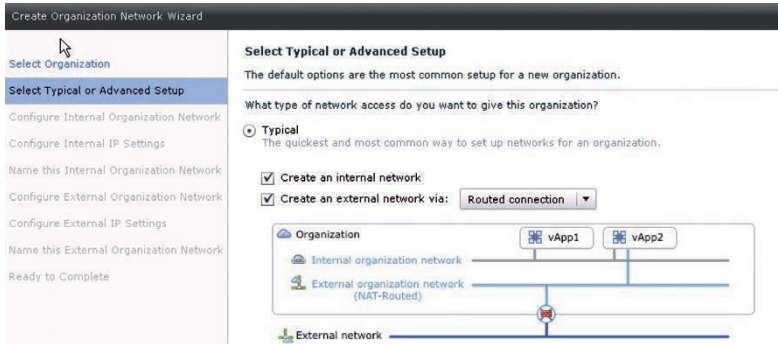 Create Organization Network Wizard
Select Organization
Select Typical or Advanced Setup
Configure Internal Organization Network
Configure Internal IP Settings
Name this Internal Organization Network
Configure External Organization Network
Configure External IP Settings
Name this External Organization Network
Ready to Complete
Select Typical or Advanced Setup
The default options are the most common setup for a new organization.
What type of network access do you want to give this organization?
Typical
The quickest and most common way to set up networks for an organization.
Create an internal network
Create an external network via: Routed connection
Organization
vApp1 vApp2
Internal organization network
External organization network
(NAT-Routed)
External network